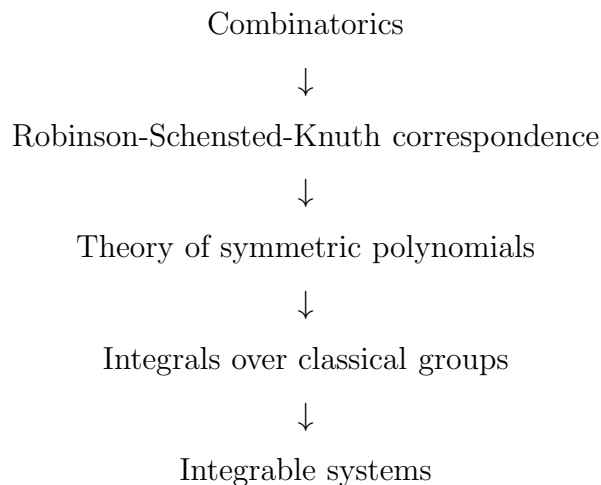 Combinatorics
↓
Robinson-Schensted-Knuth correspondence
↓
Theory of symmetric polynomials
↓
Integrals over classical groups
↓
Integrable systems